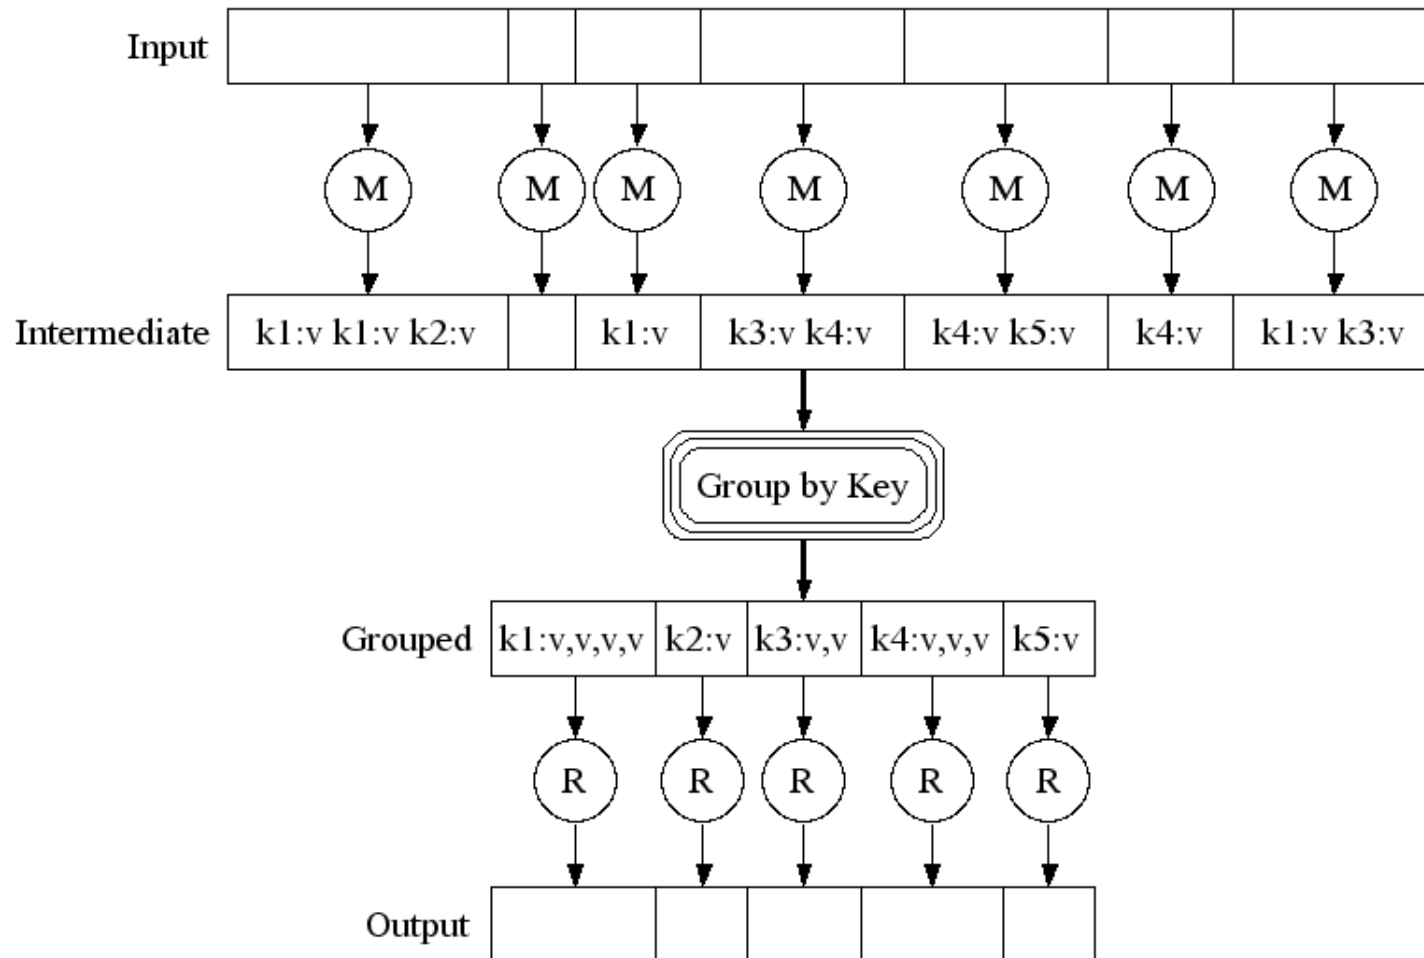 Input
M M M M M M M
Intermediate k1:v k1:v k2:v k1:v k3:v k4:v k4:v k5:v k4:v k1:v k3:v
Group by Key
Grouped k1:v,v,v,v k2:v k3:v,v k4:v,v,v k5:v
R R R R R
Output